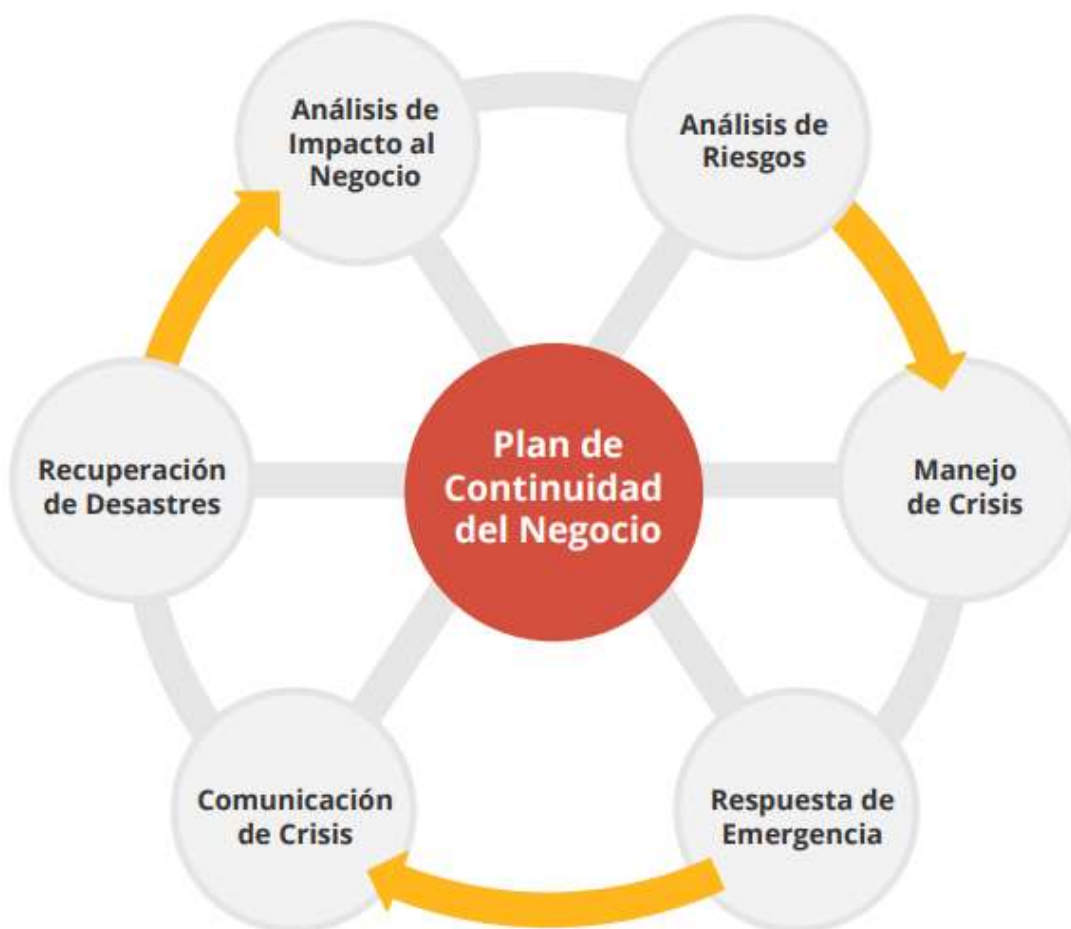 Análisis de
Impacto al
Negocio
Análisis de
Riesgos
Manejo
de Crisis
Respuesta de
Emergencia
Comunicación
de Crisis
Recuperación
de Desastres
Plan de
Continuidad
del Negocio